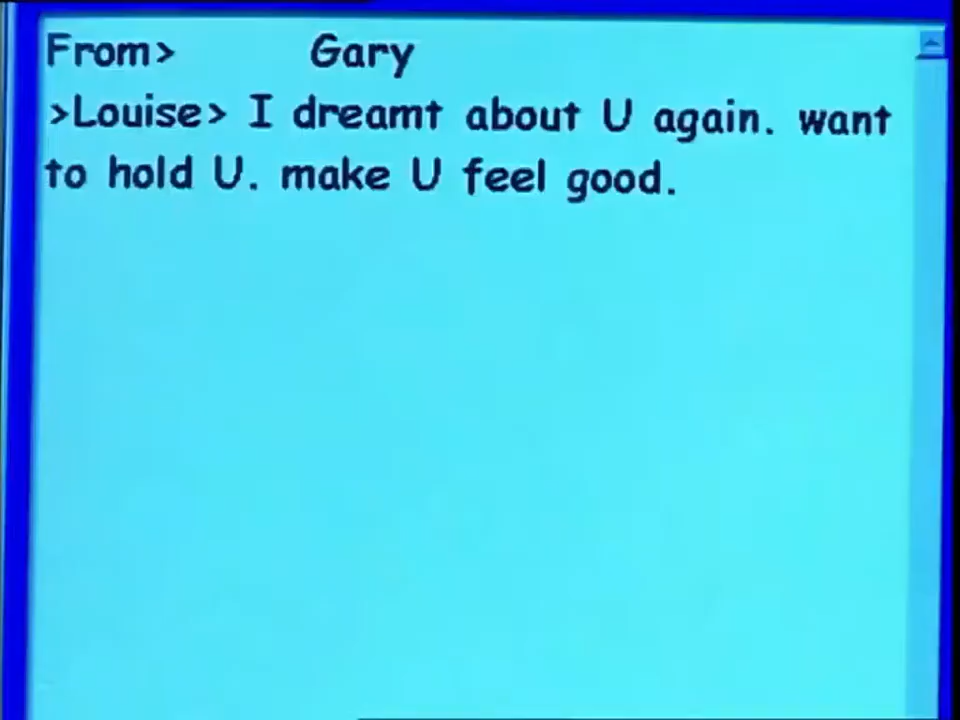 From> Gary
>Louise> I dreamt about U again. want
to hold U. make U feel good.